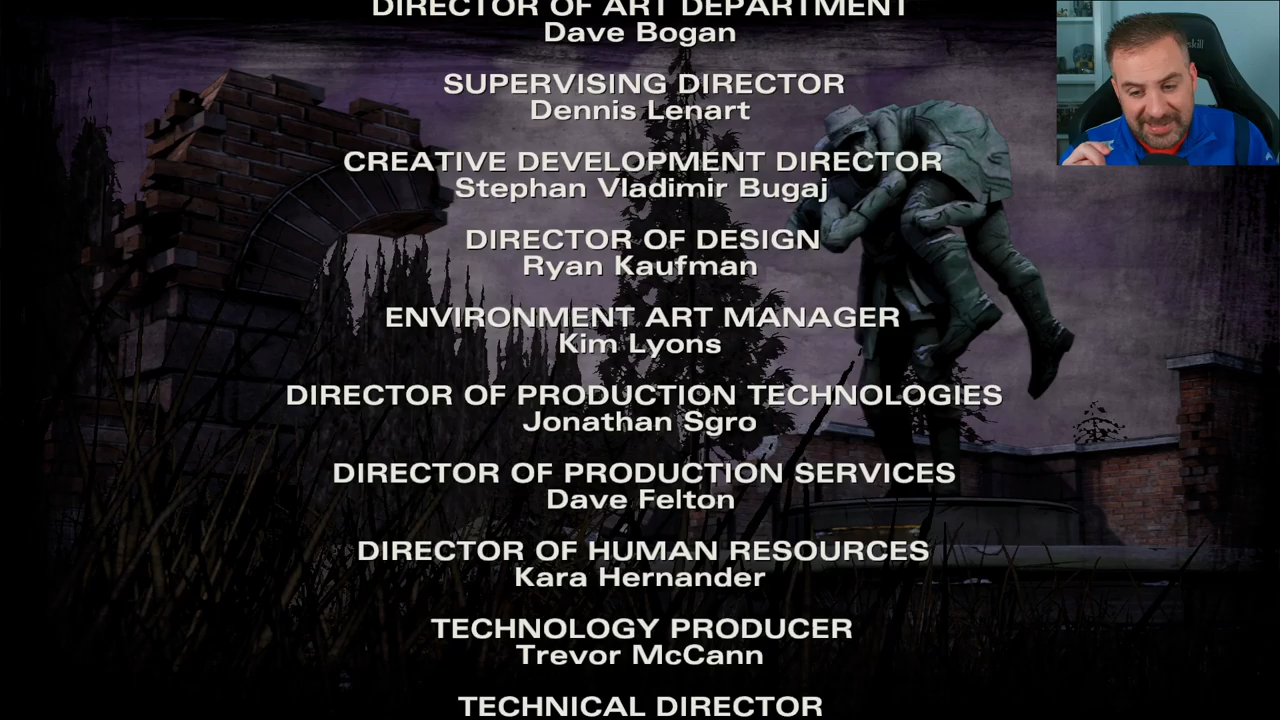 DIRECTOR OF ART DEPARTMENT
Dave Bogan
SUPERVISING DIRECTOR
Dennis Lenart
CREATIVE DEVELOPMENT DIRECTOR
Stephan Vladimir Bugaj
DIRECTOR OF DESIGN
Ryan Kaufman
ENVIRONMENT ART MANAGER
Kim Lyons
DIRECTOR OF PRODUCTION TECHNOLOGIES
Jonathan Sgro
DIRECTOR OF PRODUCTION SERVICES
Dave Felton
DIRECTOR OF HUMAN RESOURCES
Kara Hernander
TECHNOLOGY PRODUCER
Trevor McCann
TECHNICAL DIRECTOR